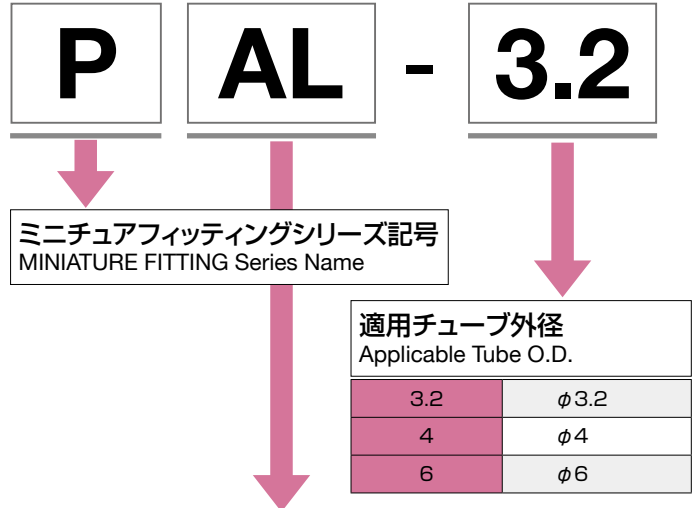 P AL - 3.2
ミニチュアフィッティングシリーズ記号
MINIATURE FITTING Series Name
適用チューブ外径
Applicable Tube O.D.
3.2 φ3.2
4 φ4
6 φ6